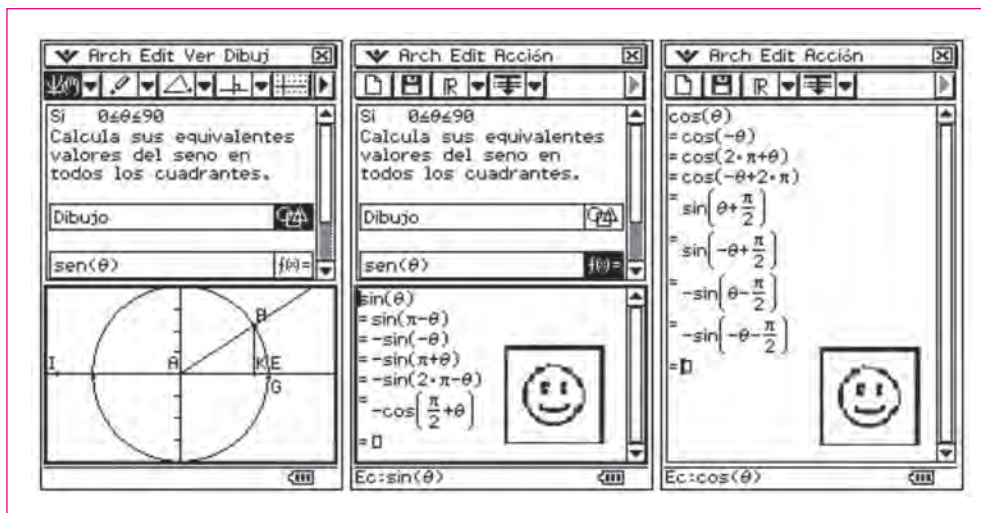 Arch Edit Ver Dibuj
Si 0≤θ≤90
Calcula sus equivalentes
valores del seno en
todos los cuadrantes.
Dibujo
sen(θ)
f(x)=
I
A
H
K
E
G
Arch Edit Acción
Si 0≤θ≤90
Calcula sus equivalentes
valores del seno en
todos los cuadrantes.
Dibujo
sen(θ)
f(x)=
sin(θ)
=sin(π-θ)
=-sin(-θ)
=-sin(π+θ)
=-sin(2·π-θ)
=-cos(π/2+θ)
=▯
Ec:sin(θ)
Arch Edit Acción
cos(θ)
=cos(-θ)
=cos(2·π+θ)
=cos(-θ+2·π)
=sin(θ+π/2)
=sin(-θ+π/2)
=-sin(θ-π/2)
=-sin(-θ-π/2)
=▯
Ec:cos(θ)